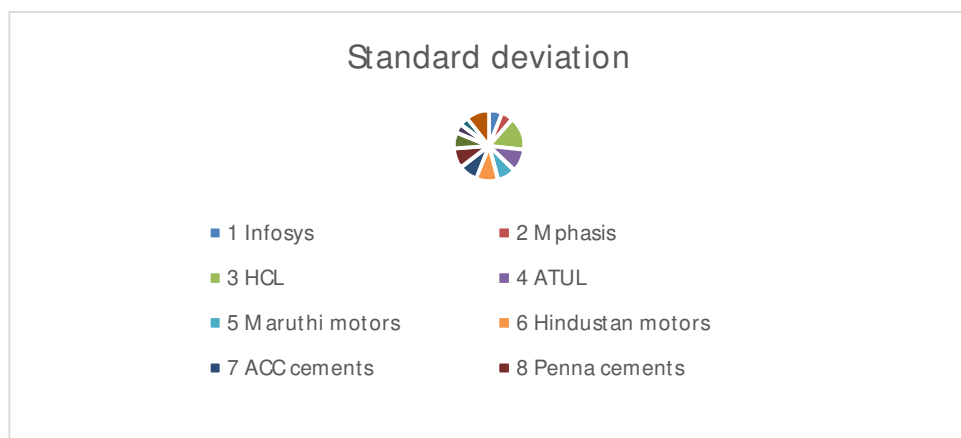 Standard deviation
1 Infosys 2 Mphasis
3 HCL 4 ATUL
5 Maruthi motors 6 Hindustan motors
7 ACC cements 8 Penna cements